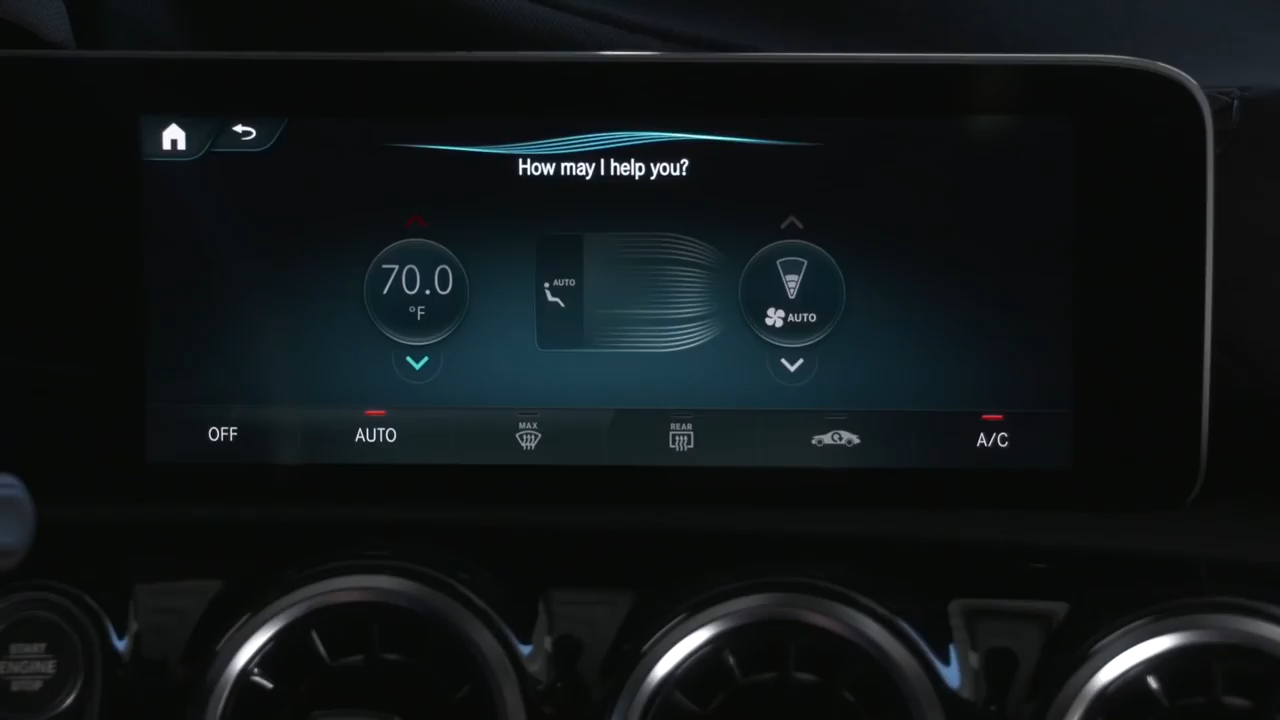 How may I help you?
70.0
°F
AUTO
AUTO
OFF
AUTO
MAX
REAR
A/C
START
ENGINE
STOP